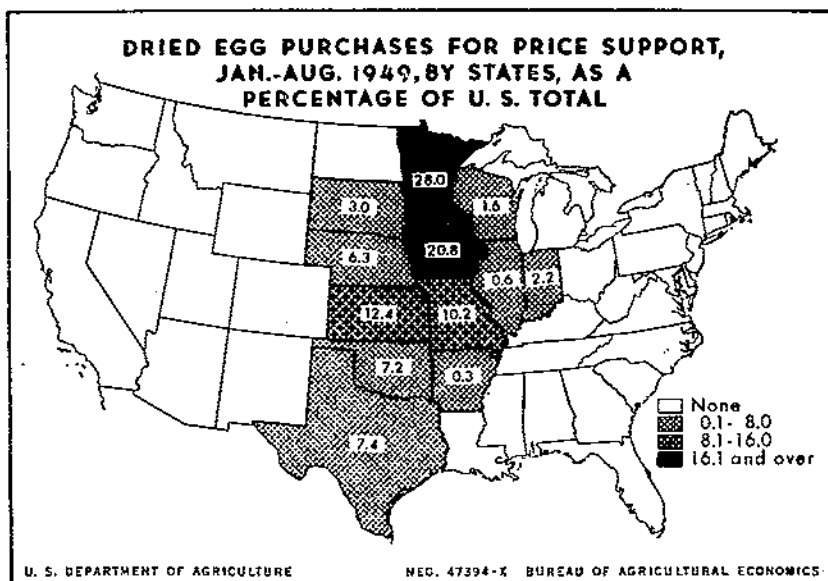 DRIED EGG PURCHASES FOR PRICE SUPPORT,
JAN.-AUG. 1949, BY STATES, AS A
PERCENTAGE OF U. S. TOTAL
28.0
3.0
1.6
20.8
6.3
0.6
2.2
12.4
10.2
7.2
0.3
7.4
None
0.1- 8.0
8.1-16.0
16.1 and over
U. S. DEPARTMENT OF AGRICULTURE
NEG. 47394-X BUREAU OF AGRICULTURAL ECONOMICS